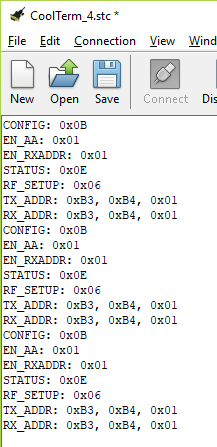 CoolTerm_4.stc *
File Edit Connection View Wind
New Open Save Connect Dis
CONFIG: 0x0B
EN_AA: 0x01
EN_RXADDR: 0x01
STATUS: 0x0E
RF_SETUP: 0x06
TX_ADDR: 0xB3, 0xB4, 0x01
RX_ADDR: 0xB3, 0xB4, 0x01
CONFIG: 0x0B
EN_AA: 0x01
EN_RXADDR: 0x01
STATUS: 0x0E
RF_SETUP: 0x06
TX_ADDR: 0xB3, 0xB4, 0x01
RX_ADDR: 0xB3, 0xB4, 0x01
CONFIG: 0x0B
EN_AA: 0x01
EN_RXADDR: 0x01
STATUS: 0x0E
RF_SETUP: 0x06
TX_ADDR: 0xB3, 0xB4, 0x01
RX_ADDR: 0xB3, 0xB4, 0x01